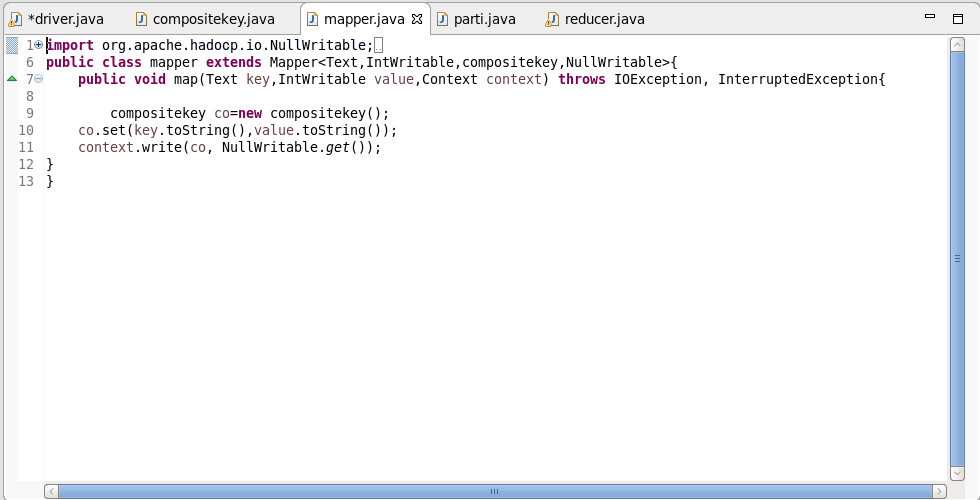 *driver.java compositekey.java mapper.java parti.java reducer.java
1 import org.apache.hadocp.io.NullWritable;
6 public class mapper extends Mapper<Text,IntWritable,compositekey,NullWritable>{
7 public void map(Text key,IntWritable value,Context context) throws IOException, InterruptedException{
8
9 compositekey co=new compositekey();
10 co.set(key.toString(),value.toString());
11 context.write(co, NullWritable.get());
12 }
13 }